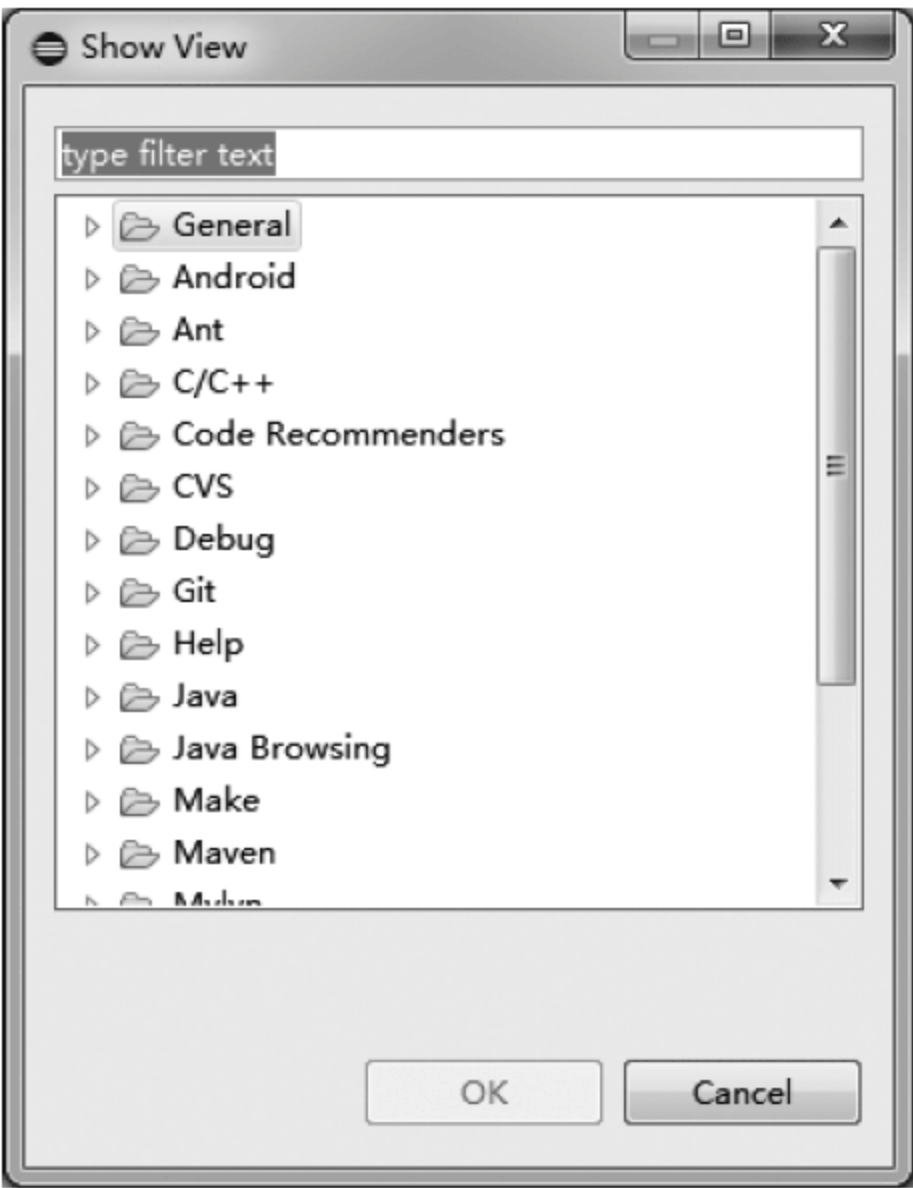 Show View
type filter text
General
Android
Ant
C/C++
Code Recommenders
CVS
Debug
Git
Help
Java
Java Browsing
Make
Maven
Mylyn
OK
Cancel